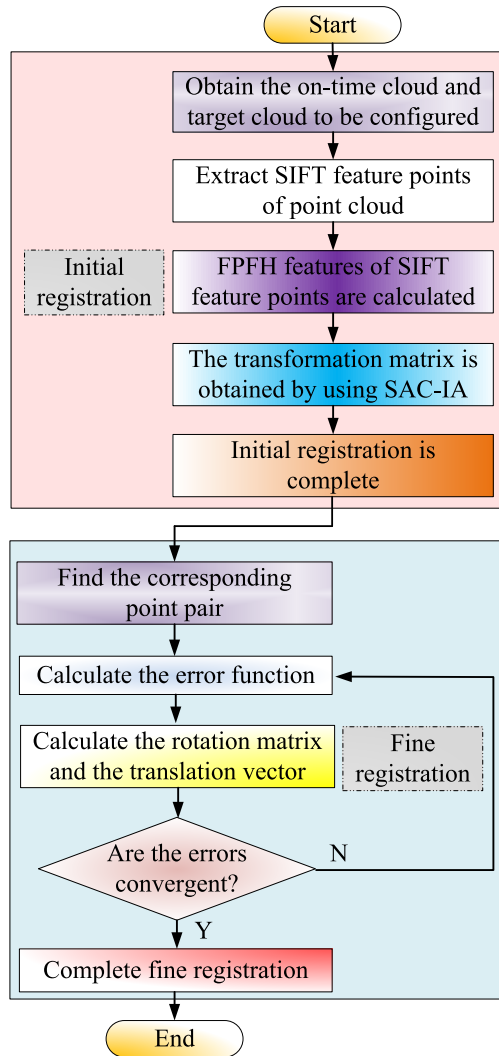 Start
Obtain the on-time cloud and
target cloud to be configured
Extract SIFT feature points
of point cloud
Initial
registration
FPFH features of SIFT
feature points are calculated
The transformation matrix is
obtained by using SAC-IA
Initial registration is
complete
Find the corresponding
point pair
Calculate the error function
Calculate the rotation matrix
and the translation vector
Fine
registration
Are the errors
convergent?
N
Y
Complete fine registration
End